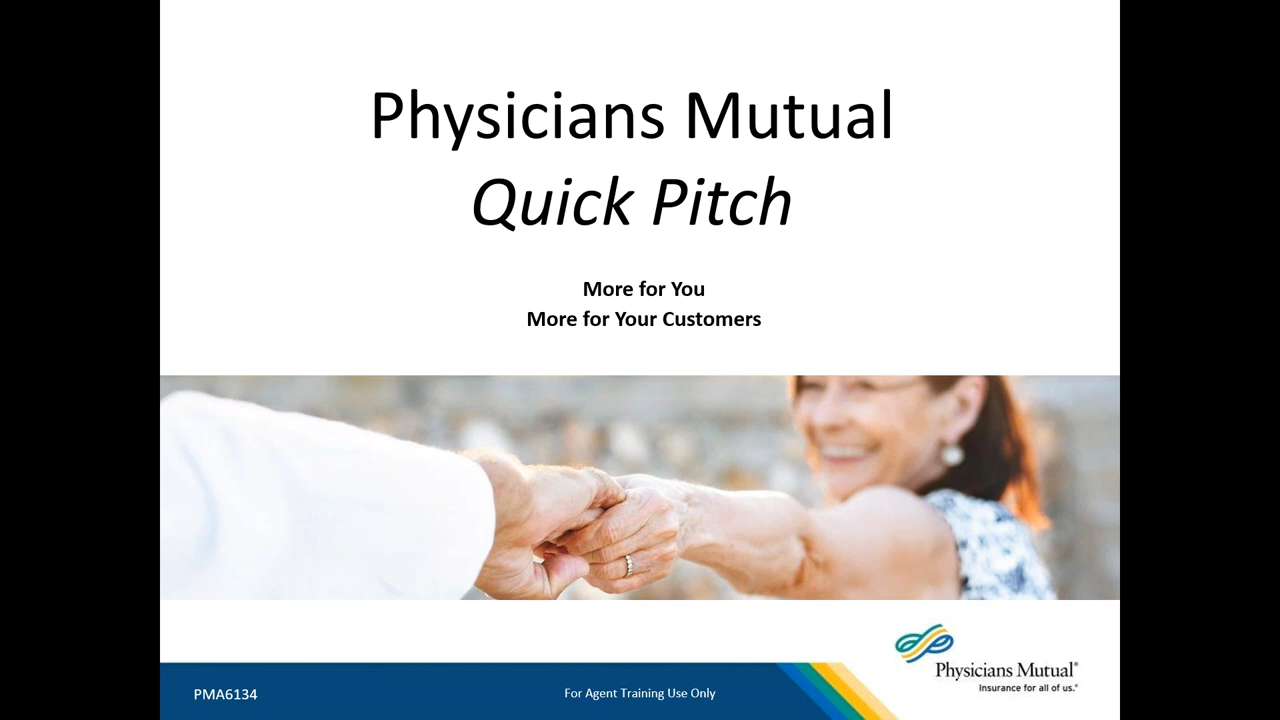 Physicians Mutual
Quick Pitch
More for You
More for Your Customers
Physicians Mutual®
Insurance for all of us.®
PMA6134
For Agent Training Use Only